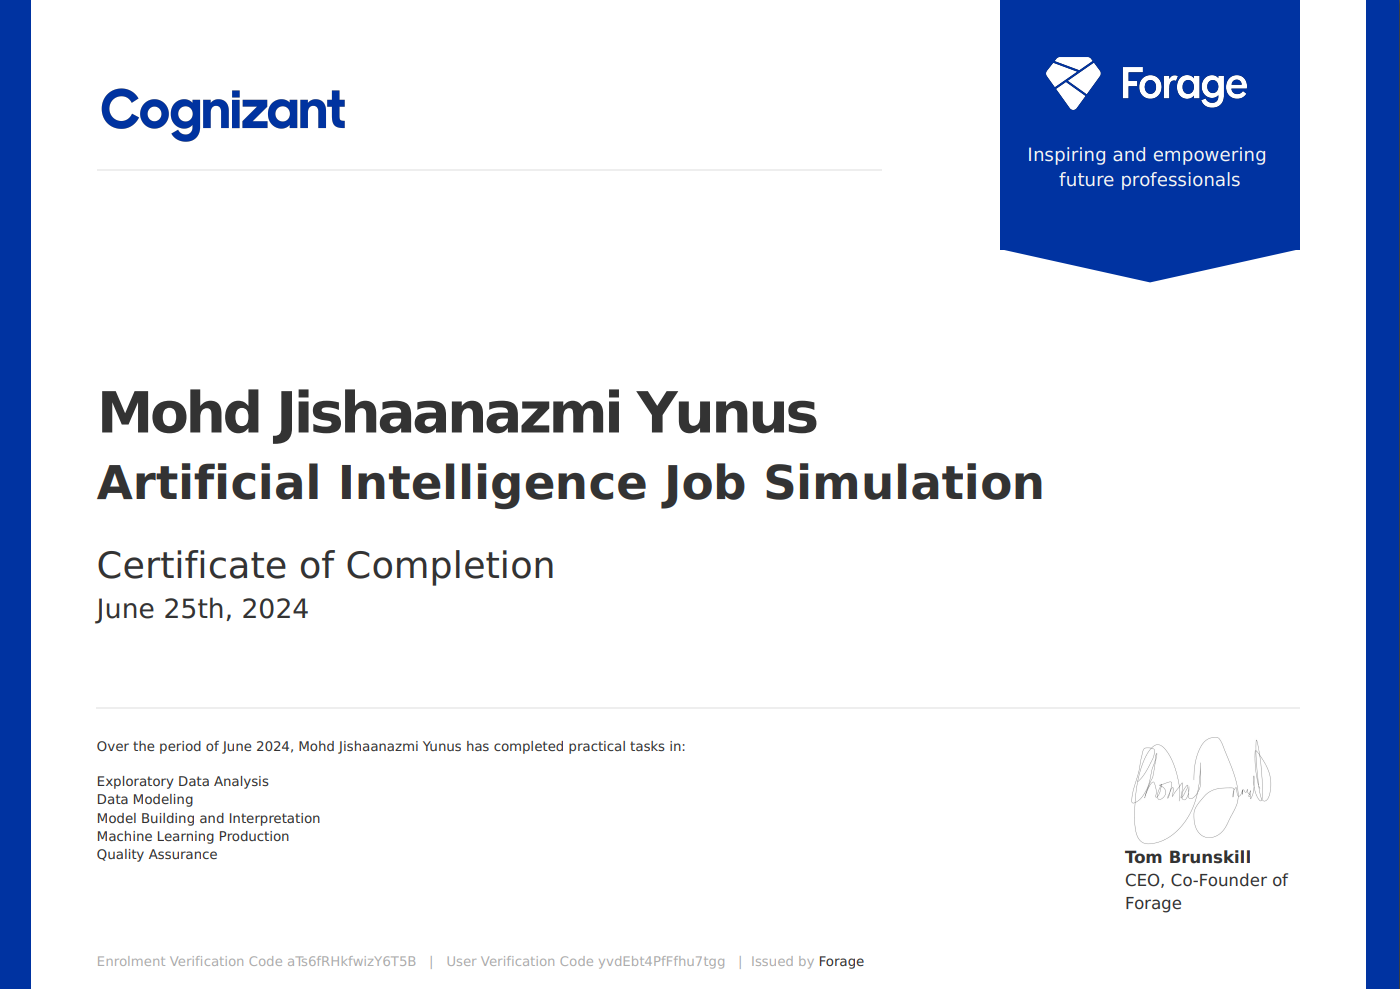 Cognizant
Forage
Inspiring and empowering
future professionals
Mohd Jishaanazmi Yunus
Artificial Intelligence Job Simulation
Certificate of Completion
June 25th, 2024
Over the period of June 2024, Mohd Jishaanazmi Yunus has completed practical tasks in:
Exploratory Data Analysis
Data Modeling
Model Building and Interpretation
Machine Learning Production
Quality Assurance
Thomas Brunskill
Tom Brunskill
CEO, Co-Founder of
Forage
Enrolment Verification Code aTs6fRHkfwizY6T5B | User Verification Code yvdEbt4PfFfhu7tgg | Issued by Forage